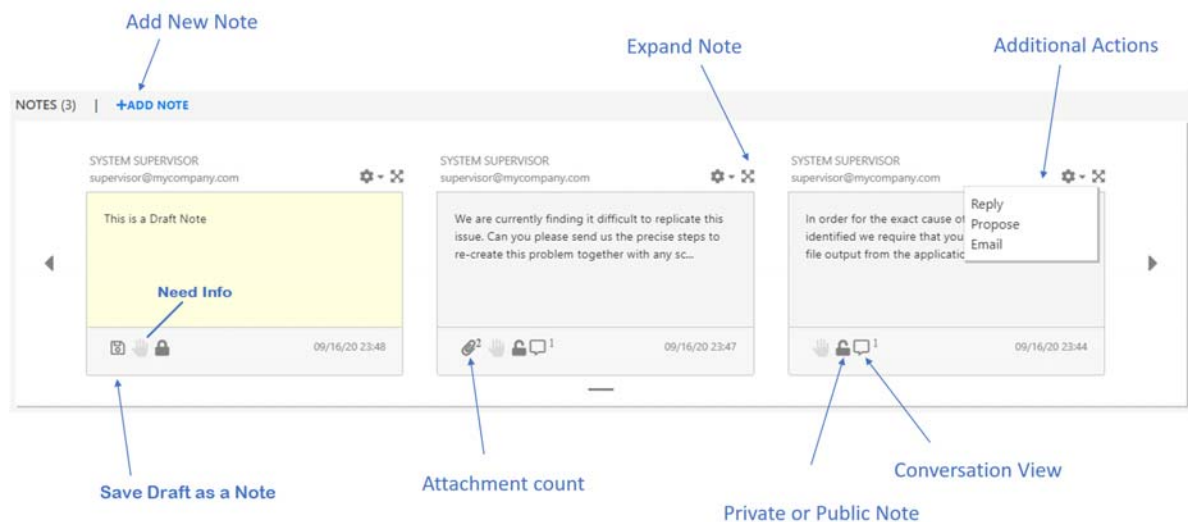 Add New Note
Expand Note
Additional Actions
NOTES (3) | +ADD NOTE
SYSTEM SUPERVISOR
supervisor@mycompany.com
This is a Draft Note
Need Info
09/16/20 23:48
SYSTEM SUPERVISOR
supervisor@mycompany.com
We are currently finding it difficult to replicate this
issue. Can you please send us the precise steps to
re-create this problem together with any sc...
2
1
09/16/20 23:47
SYSTEM SUPERVISOR
supervisor@mycompany.com
In order for the exact cause of
identified we require that you
file output from the applicatio
Reply
Propose
Email
1
09/16/20 23:44
Save Draft as a Note
Attachment count
Conversation View
Private or Public Note